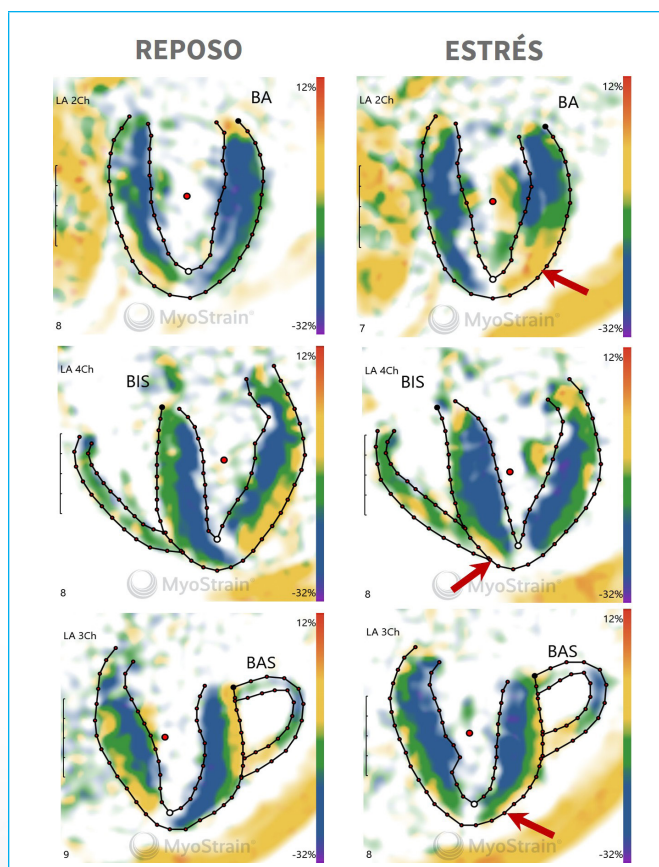 REPOSO
ESTRÉS
LA 2Ch
BA
12%
8
MyoStrain®
-32%
LA 2Ch
BA
12%
7
MyoStrain®
-32%
LA 4Ch
BIS
12%
8
MyoStrain®
-32%
LA 4Ch
BIS
12%
8
MyoStrain®
-32%
LA 3Ch
BAS
12%
9
MyoStrain®
-32%
LA 3Ch
BAS
12%
8
MyoStrain®
-32%